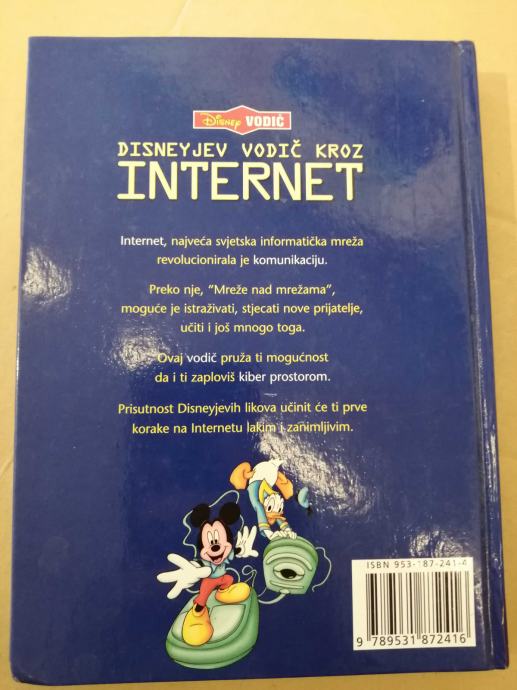 Disney VODIČ
DISNEYJEV VODIČ KROZ
INTERNET
Internet, najveća svjetska informatička mreža
revolucionirala je komunikaciju.
Preko nje, “Mreže nad mrežama”,
moguće je istraživati, stjecati nove prijatelje,
učiti i još mnogo toga.
Ovaj vodič pruža ti mogućnost
da i ti zaploviš kiber prostorom.
Prisutnost Disneyjevih likova učinit će ti prve
korake na Internetu lakim i zanimljivim.
ISBN 953-187-241-4
9 789531 872416